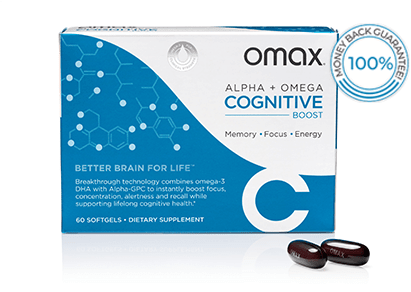 omax®
ALPHA + OMEGA
COGNITIVE
BOOST
Memory • Focus • Energy
BETTER BRAIN FOR LIFE™
Breakthrough technology combines omega-3
DHA with Alpha-GPC to instantly boost focus,
concentration, alertness and recall while
supporting lifelong cognitive health.*
60 SOFTGELS • DIETARY SUPPLEMENT
C
MONEY BACK GUARANTEE!
100%
OMAX
OMAX